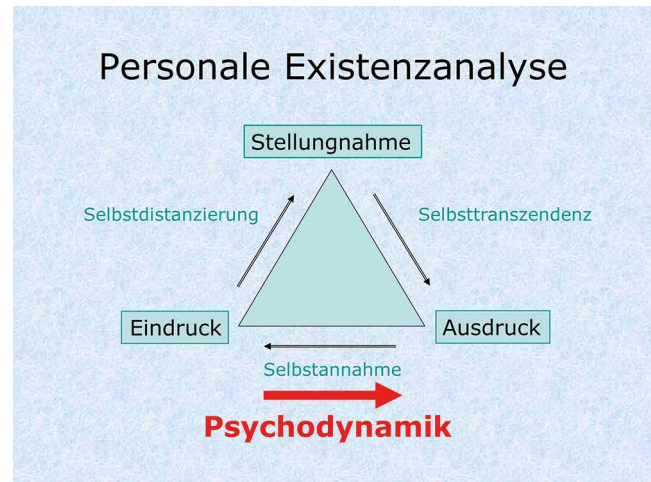 Personale Existenzanalyse
Stellungnahme
Selbstdistanzierung
Selbsttranszendenz
Eindruck
Ausdruck
Selbstannahme
Psychodynamik